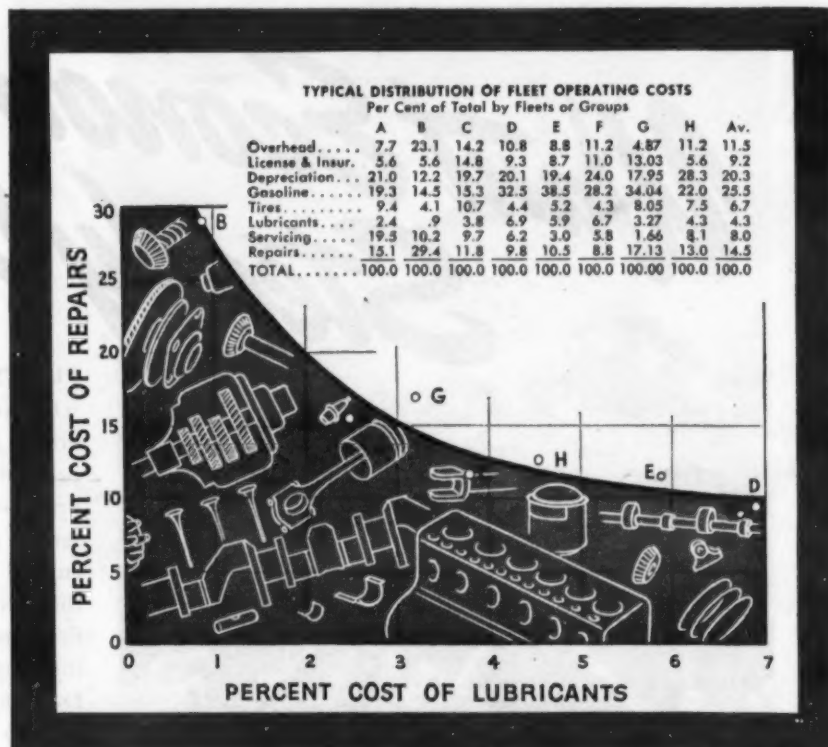 TYPICAL DISTRIBUTION OF FLEET OPERATING COSTS
Per Cent of Total by Fleets or Groups
A B C D E F G H Av.
Overhead..... 7.7 23.1 14.2 10.8 8.8 11.2 4.87 11.2 11.5
License & Insur. 5.6 5.6 14.8 9.3 8.7 11.0 13.03 5.6 9.2
Depreciation... 21.0 12.2 19.7 20.1 19.4 24.0 17.95 28.3 20.3
Gasoline...... 19.3 14.5 15.3 32.5 38.5 28.2 34.04 22.0 25.5
Tires......... 9.4 4.1 10.7 4.4 5.2 4.3 8.05 7.5 6.7
Lubricants.... 2.4 .9 3.8 6.9 5.9 6.7 3.27 4.3 4.3
Servicing..... 19.5 10.2 9.7 6.2 3.0 5.8 1.66 8.1 8.0
Repairs....... 15.1 29.4 11.8 9.8 10.5 8.8 17.13 13.0 14.5
TOTAL....... 100.0 100.0 100.0 100.0 100.0 100.0 100.00 100.0 100.0
PERCENT COST OF REPAIRS
30
25
20
15
10
5
0
B
G
H
E
D
0 1 2 3 4 5 6 7
PERCENT COST OF LUBRICANTS